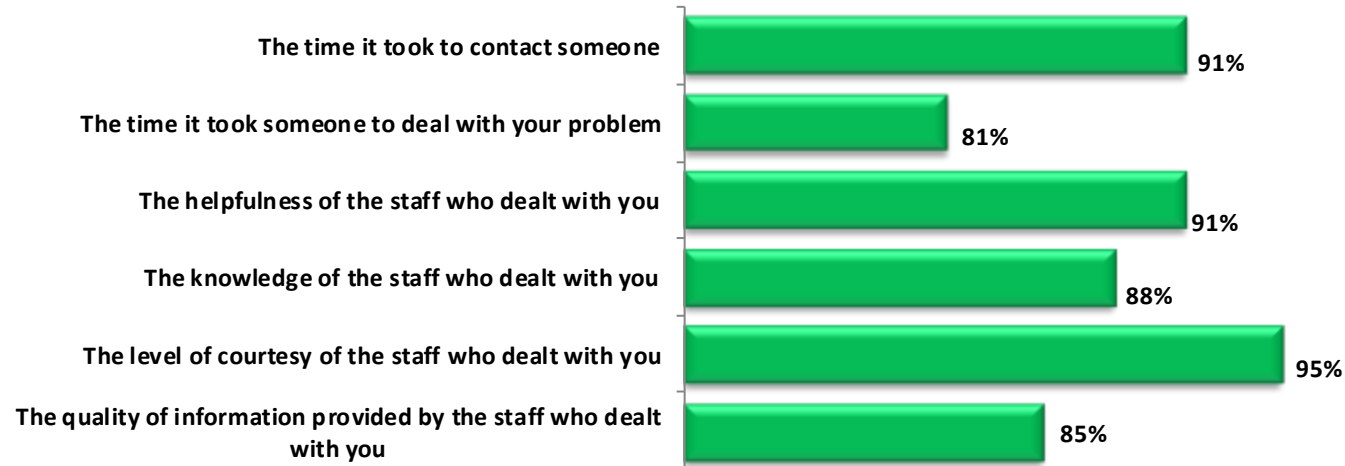 The time it took to contact someone
91%
The time it took someone to deal with your problem
81%
The helpfulness of the staff who dealt with you
91%
The knowledge of the staff who dealt with you
88%
The level of courtesy of the staff who dealt with you
95%
The quality of information provided by the staff who dealt
with you
85%